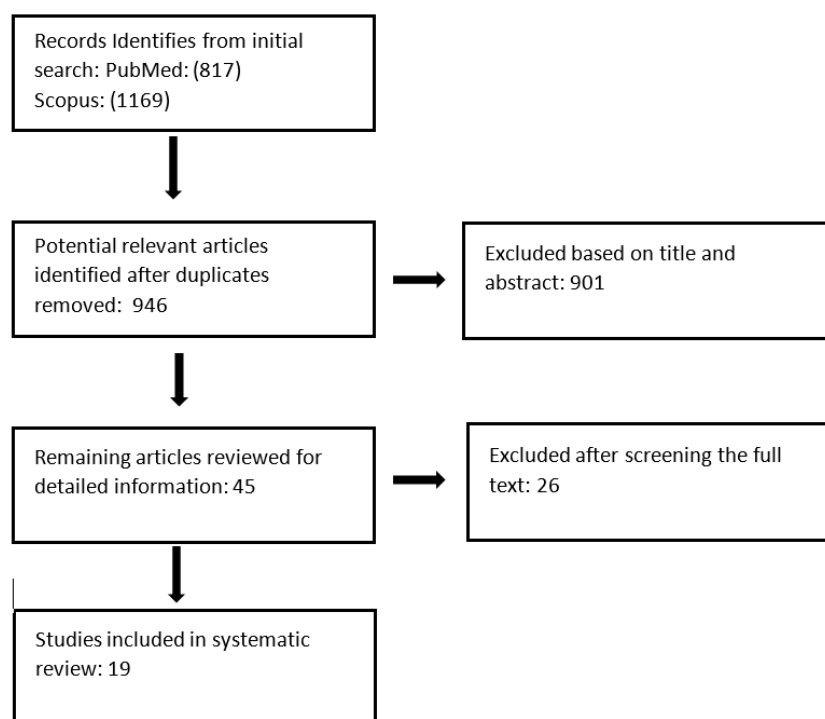 Records Identifies from initial
search: PubMed: (817)
Scopus: (1169)
Potential relevant articles
identified after duplicates
removed:  946
Excluded based on title and
abstract: 901
Remaining articles reviewed for
detailed information: 45
Excluded after screening the full
text: 26
Studies included in systematic
review: 19